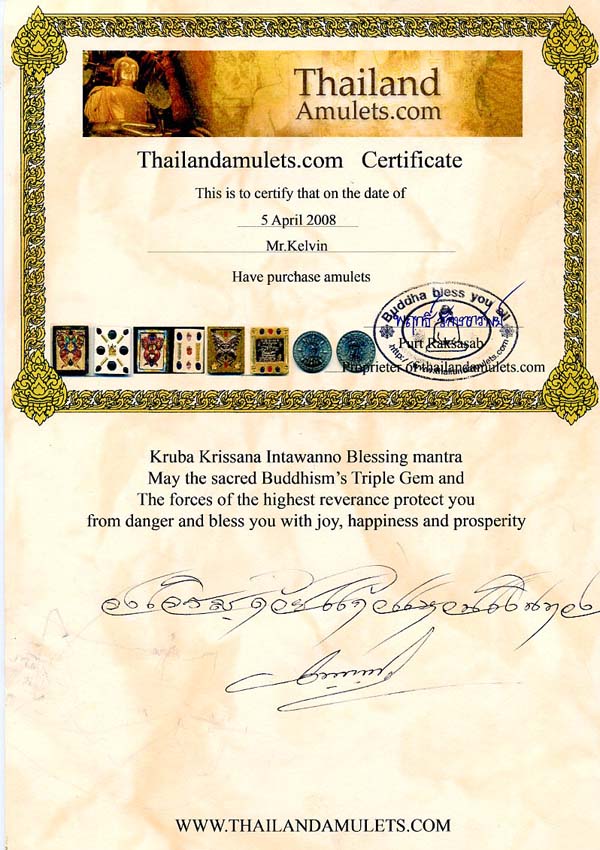 Thailand
Amulets.com
Thailandamulets.com Certificate
This is to certify that on the date of
5 April 2008
Mr.Kelvin
Have purchase amulets
Buddha bless you all
Purt Raksasab
Proprieter of thailandamulets.com
Kruba Krissana Intawanno Blessing mantra
May the sacred Buddhism's Triple Gem and
The forces of the highest reverance protect you
from danger and bless you with joy, happiness and prosperity
WWW.THAILANDAMULETS.COM